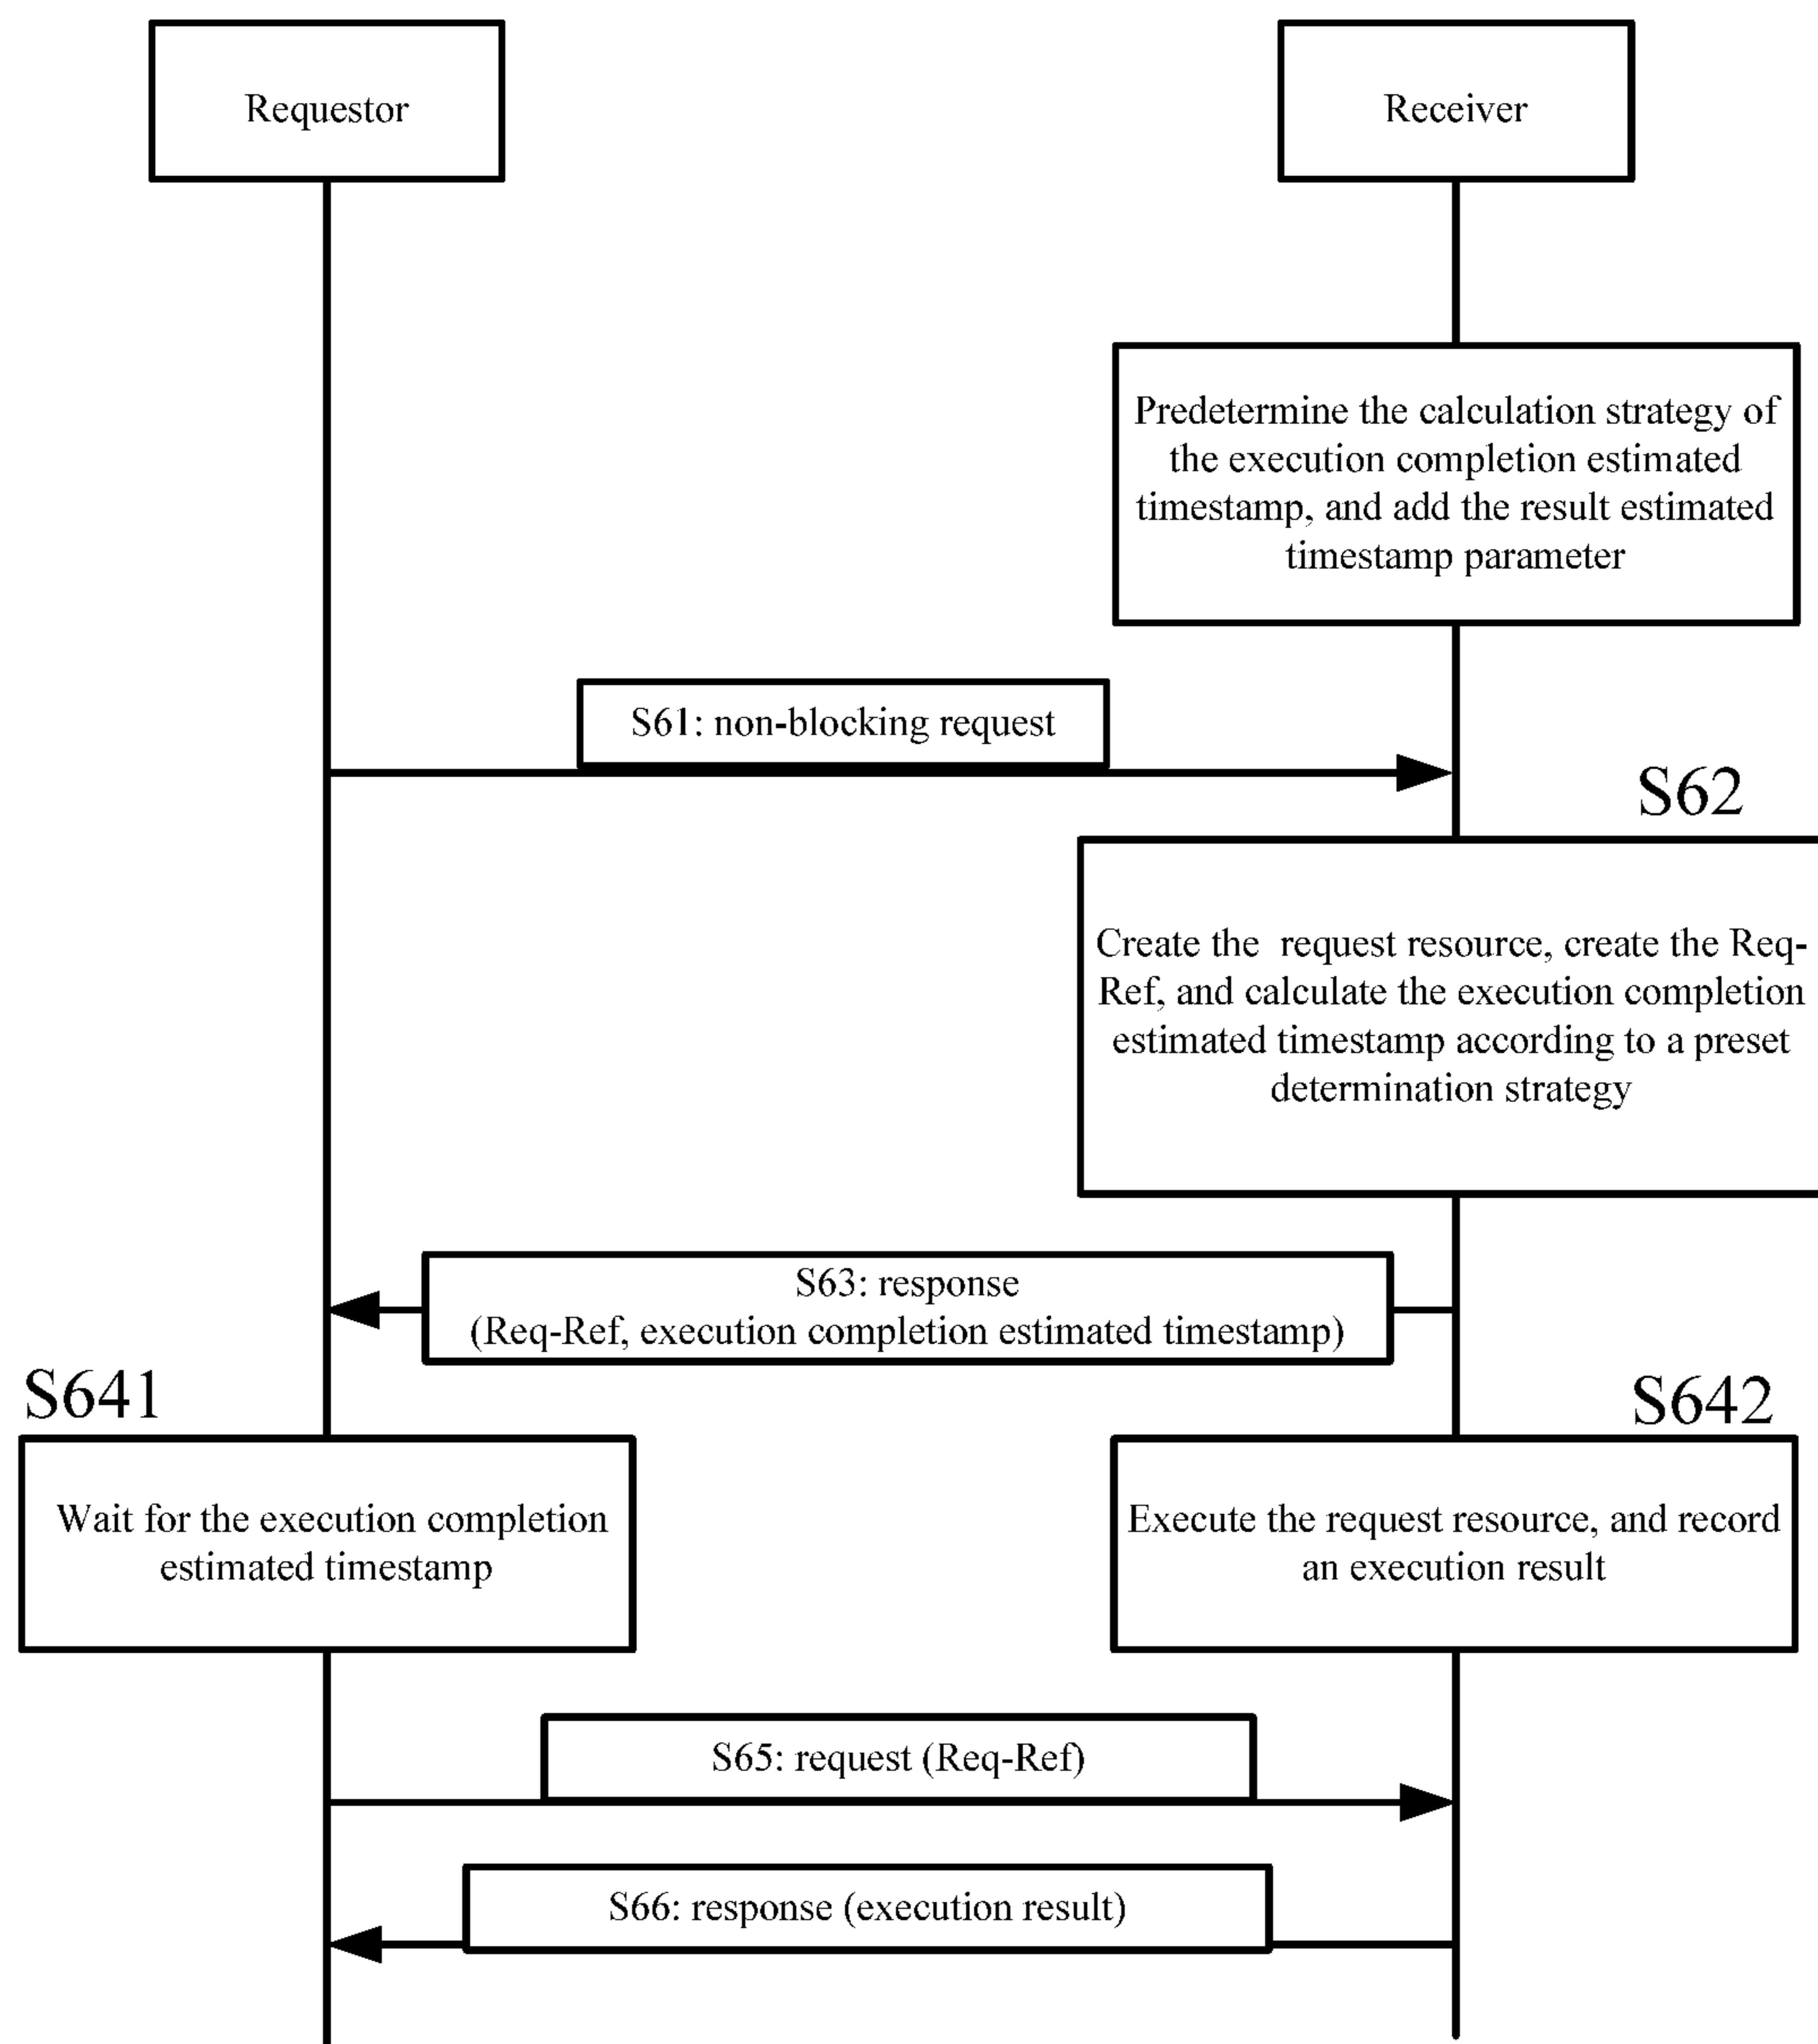 Requestor
Receiver
Predetermine the calculation strategy of
the execution completion estimated
timestamp, and add the result estimated
timestamp parameter
S61: non-blocking request
S62
Create the request resource, create the Req-
Ref, and calculate the execution completion
estimated timestamp according to a preset
determination strategy
S63: response
(Req-Ref, execution completion estimated timestamp)
S641
S642
Wait for the execution completion
estimated timestamp
Execute the request resource, and record
an execution result
S65: request (Req-Ref)
S66: response (execution result)